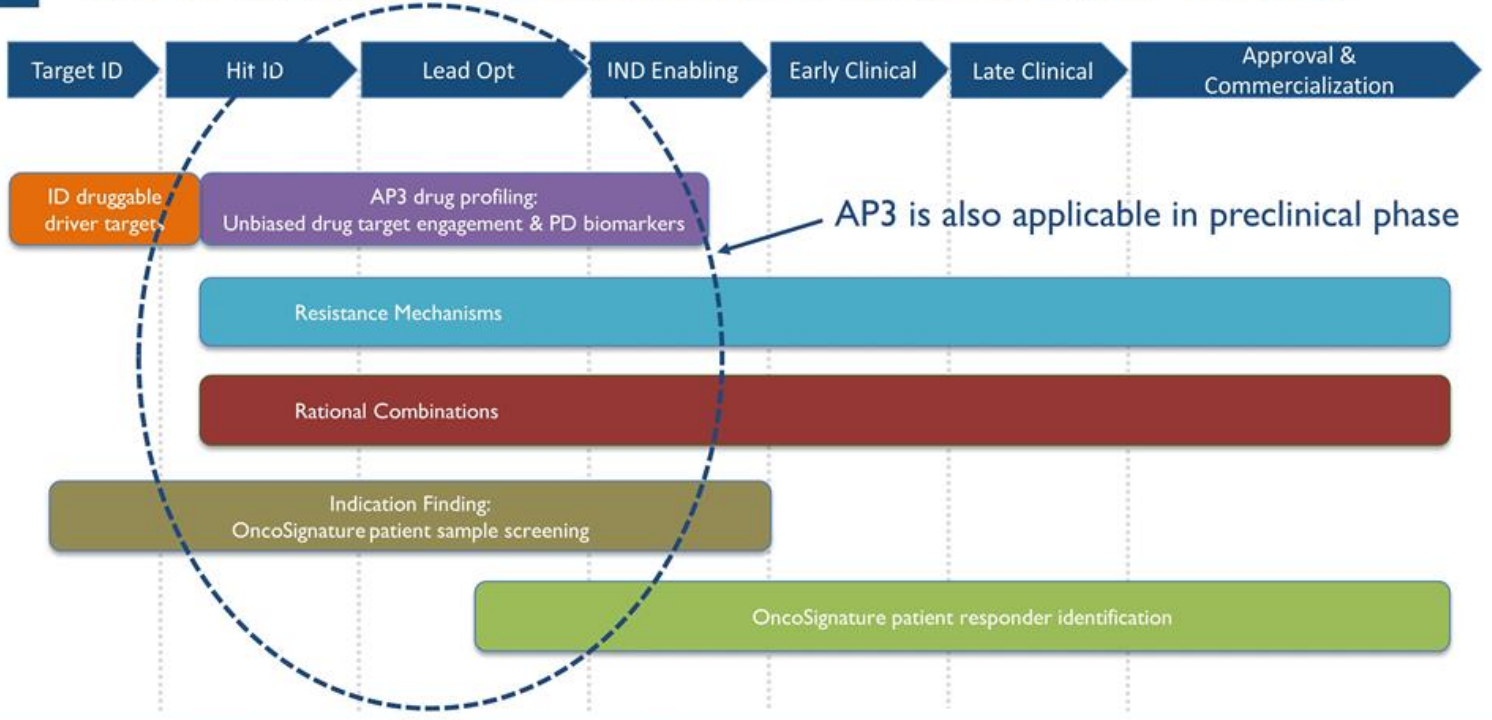 Target ID
Hit ID
Lead Opt
IND Enabling
Early Clinical
Late Clinical
Approval &
Commercialization
ID druggable
driver targets
AP3 drug profiling:
Unbiased drug target engagement & PD biomarkers
AP3 is also applicable in preclinical phase
Resistance Mechanisms
Rational Combinations
Indication Finding:
OncoSignature patient sample screening
OncoSignature patient responder identification